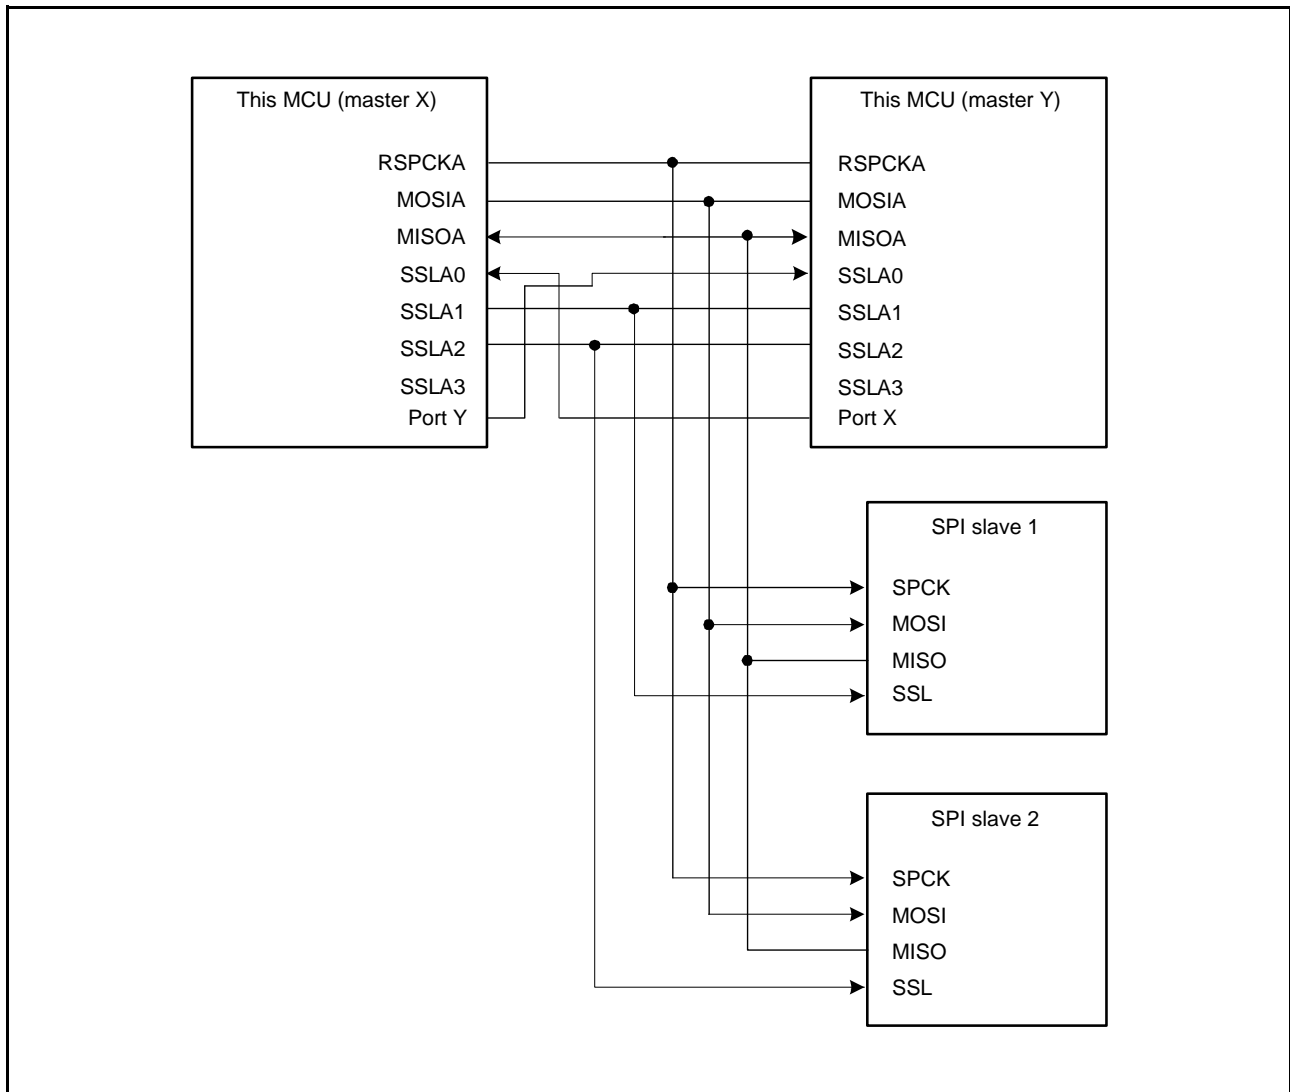 This MCU (master X)
RSPCKA
MOSIA
MISOA
SSLA0
SSLA1
SSLA2
SSLA3
Port Y
This MCU (master Y)
RSPCKA
MOSIA
MISOA
SSLA0
SSLA1
SSLA2
SSLA3
Port X
SPI slave 1
SPCK
MOSI
MISO
SSL
SPI slave 2
SPCK
MOSI
MISO
SSL